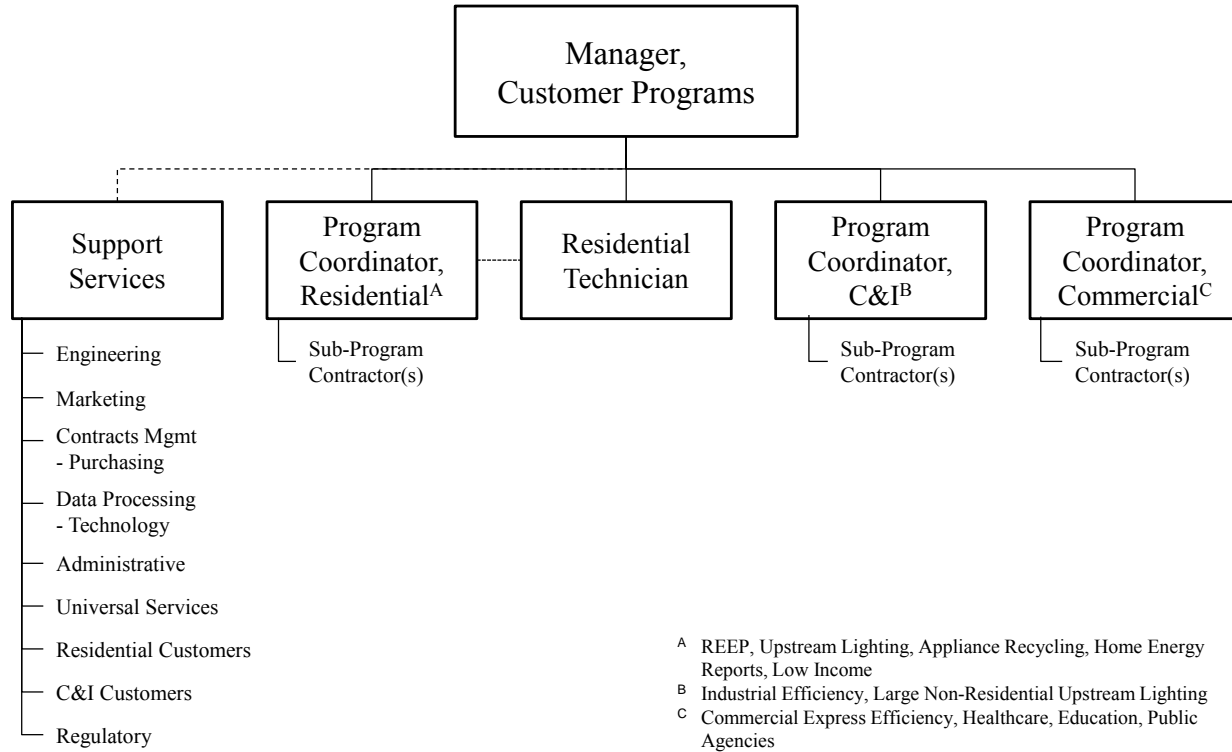 Manager,
Customer Programs
Support
Services
Program
Coordinator,
Residential^A
Residential
Technician
Program
Coordinator,
C&I^B
Program
Coordinator,
Commercial^C
Engineering
Marketing
Contracts Mgmt
- Purchasing
Data Processing
- Technology
Administrative
Universal Services
Residential Customers
C&I Customers
Regulatory
Sub-Program
Contractor(s)
Sub-Program
Contractor(s)
Sub-Program
Contractor(s)
A REEP, Upstream Lighting, Appliance Recycling, Home Energy
Reports, Low Income
B Industrial Efficiency, Large Non-Residential Upstream Lighting
C Commercial Express Efficiency, Healthcare, Education, Public
Agencies